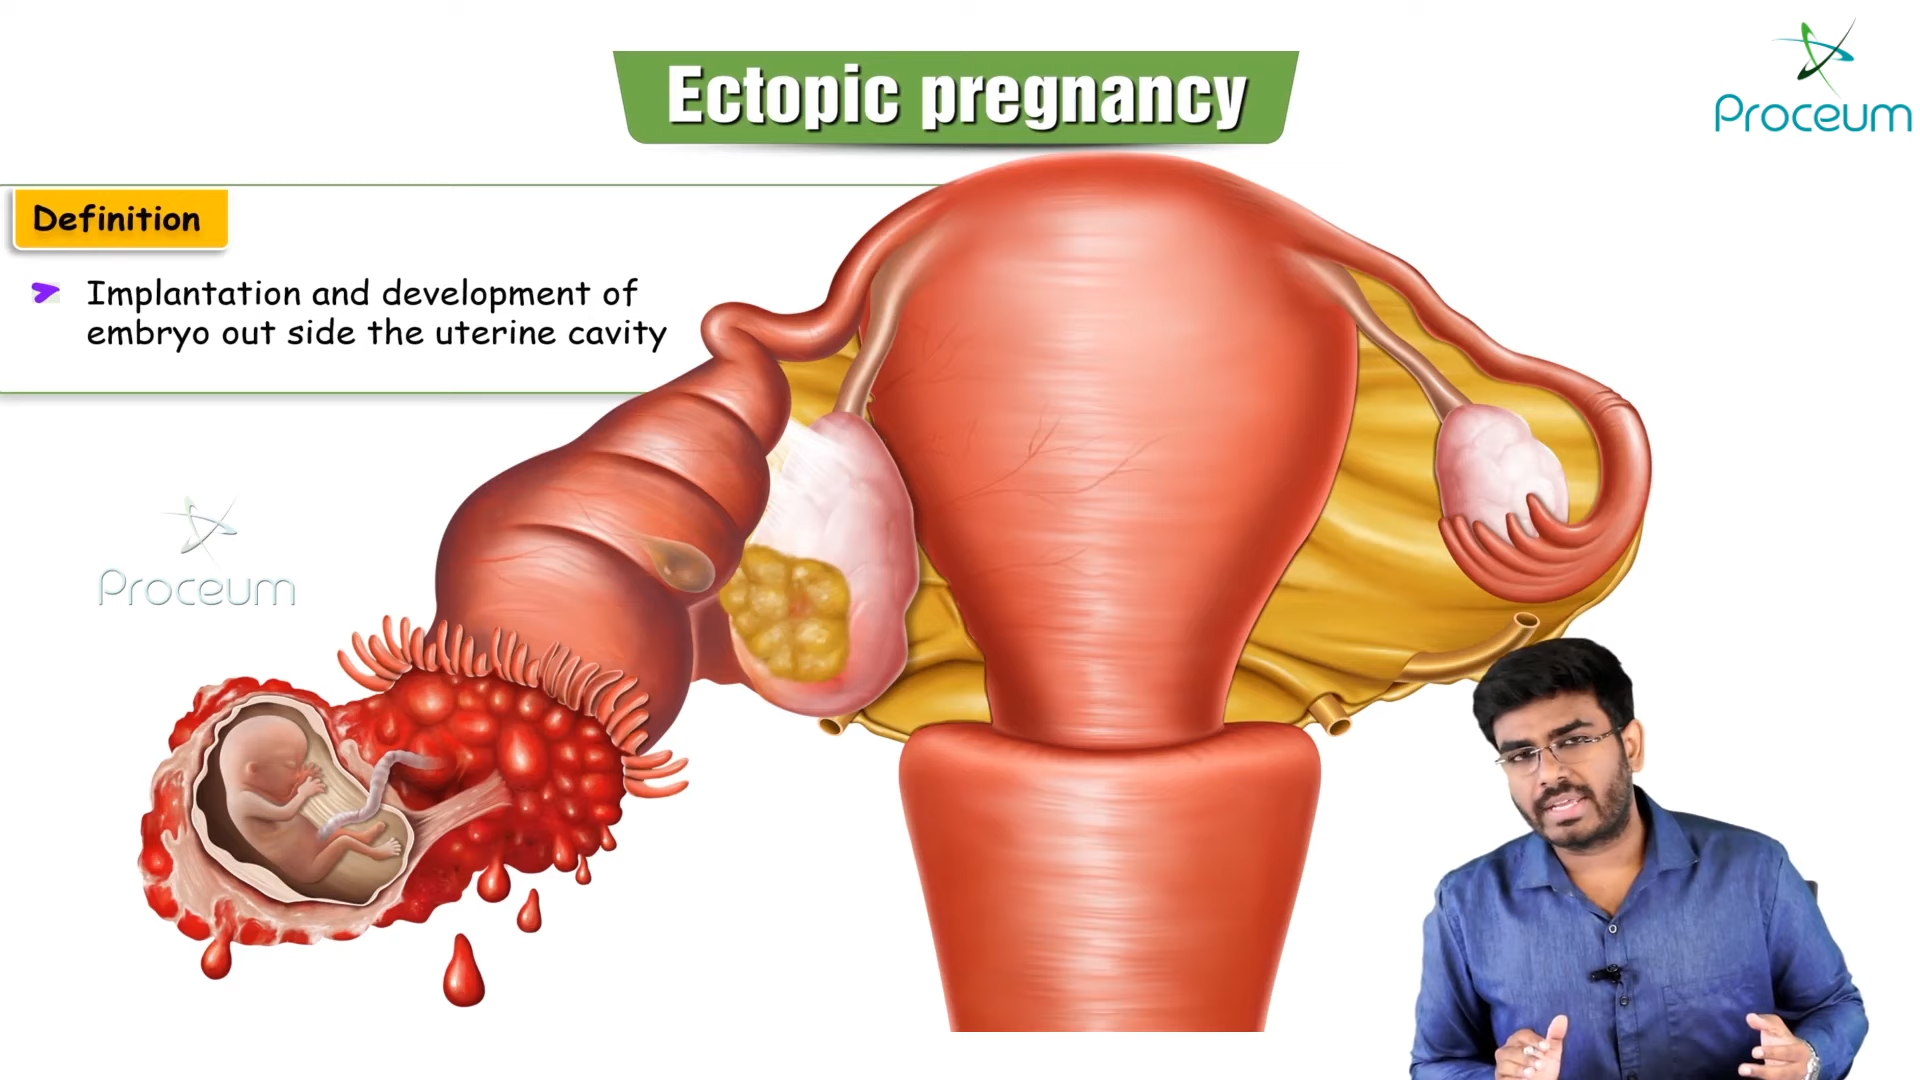 Ectopic pregnancy
Proceum
Definition
Implantation and development of
embryo out side the uterine cavity
Proceum